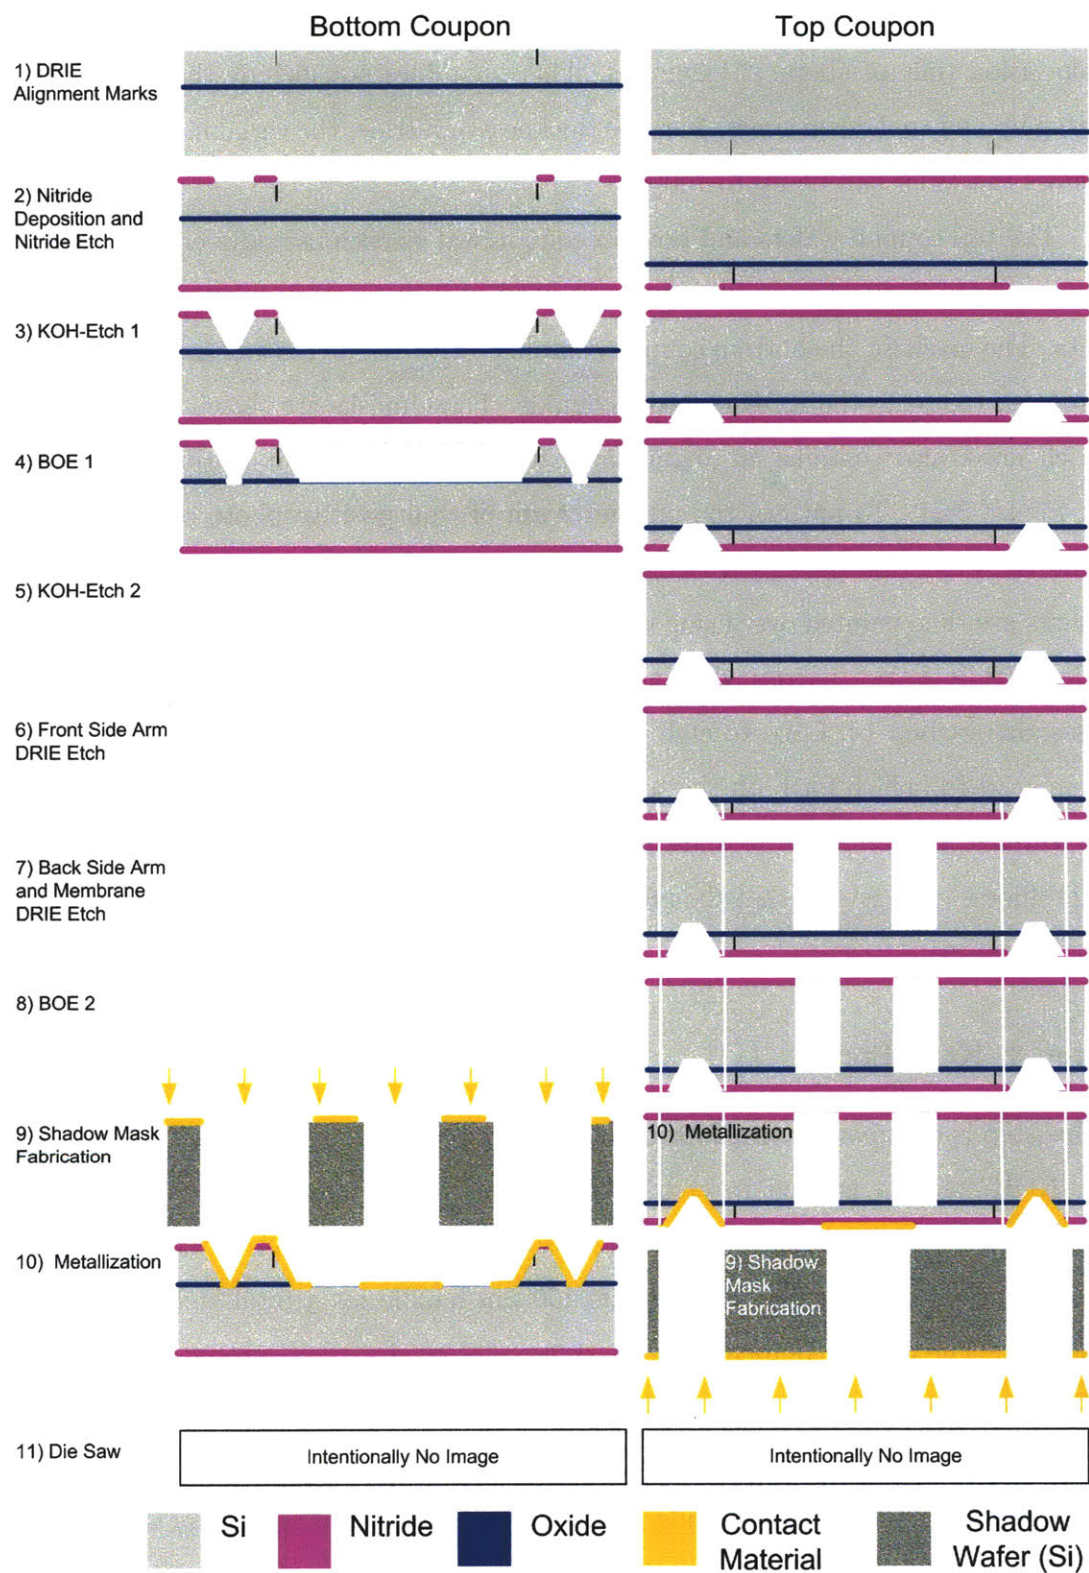 Bottom Coupon
Top Coupon
1) DRIE
Alignment Marks
2) Nitride
Deposition and
Nitride Etch
3) KOH-Etch 1
4) BOE 1
5) KOH-Etch 2
6) Front Side Arm
DRIE Etch
7) Back Side Arm
and Membrane
DRIE Etch
8) BOE 2
9) Shadow Mask
Fabrication
10) Metallization
10) Metallization
9) Shadow
Mask
Fabrication
11) Die Saw
Intentionally No Image
Intentionally No Image
Si
Nitride
Oxide
Contact
Material
Shadow
Wafer (Si)